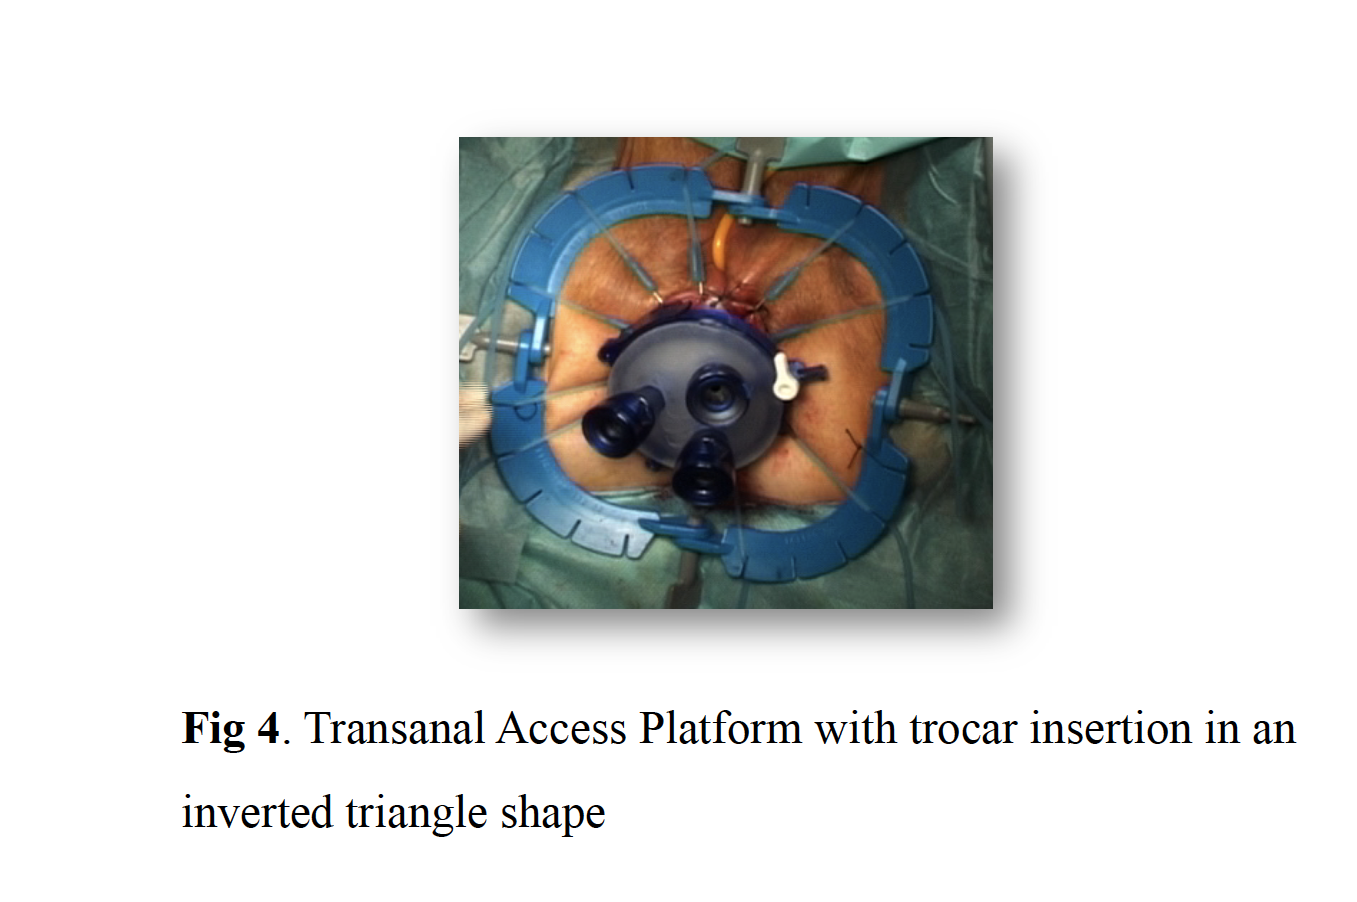 Fig 4. Transanal Access Platform with trocar insertion in an
inverted triangle shape